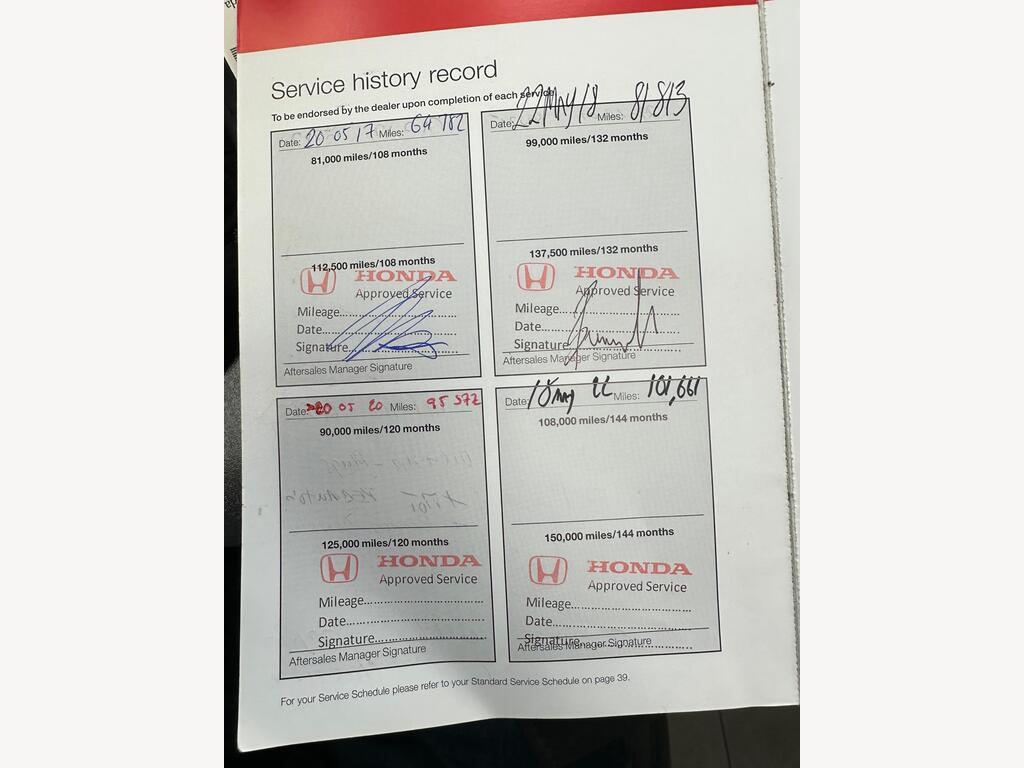 Service history record
To be endorsed by the dealer upon completion of each service
Date: 20 05 17 Miles: 64 782
81,000 miles/108 months
112,500 miles/108 months
HONDA
Approved Service
Mileage
Date
Signature
Aftersales Manager Signature
Date: 22 May 18 Miles: 81 813
99,000 miles/132 months
137,500 miles/132 months
HONDA
Approved Service
Mileage
Date
Signature
Aftersales Manager Signature
Date: 20 05 20 Miles: 95 572
90,000 miles/120 months
125,000 miles/120 months
HONDA
Approved Service
Mileage
Date
Signature
Aftersales Manager Signature
Date: 18 May 22 Miles: 101,661
108,000 miles/144 months
150,000 miles/144 months
HONDA
Approved Service
Mileage
Date
Signature
Aftersales Manager Signature
For your Service Schedule please refer to your Standard Service Schedule on page 39.